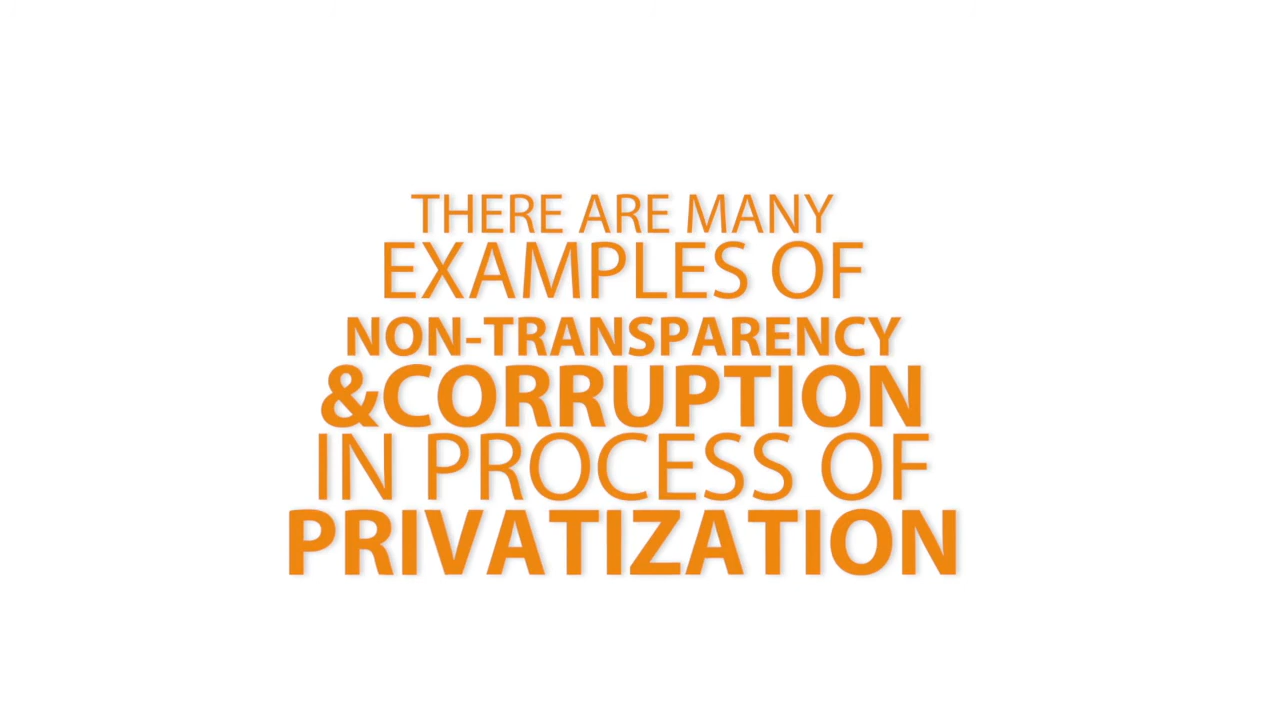 THERE ARE MANY
EXAMPLES OF
NON-TRANSPARENCY
&CORRUPTION
IN PROCESS OF
PRIVATIZATION